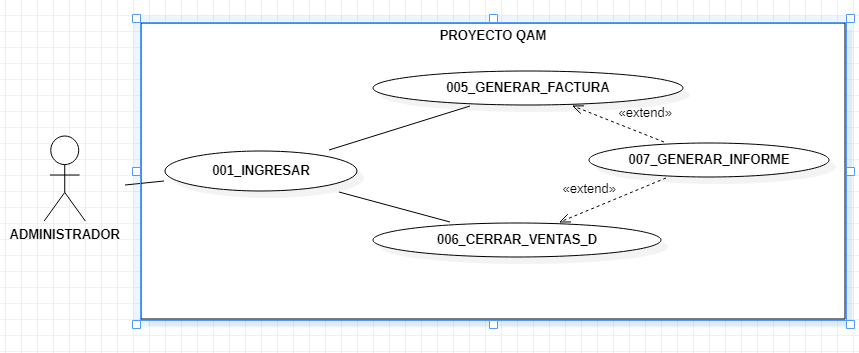 PROYECTO QAM
005_GENERAR_FACTURA
«extend»
007_GENERAR_INFORME
001_INGRESAR
«extend»
ADMINISTRADOR
006_CERRAR_VENTAS_D